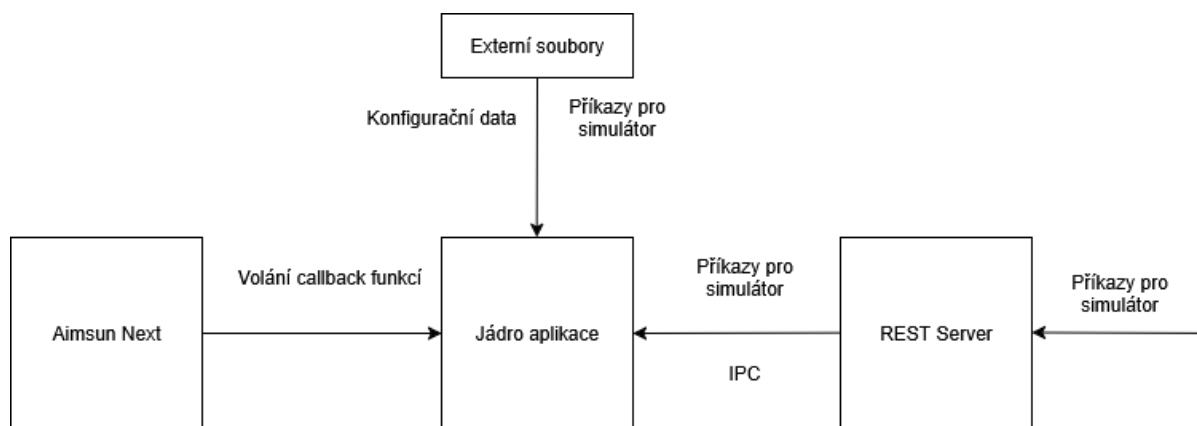 Externí soubory
Konfigurační data
Příkazy pro
simulátor
Volání callback funkcí
Příkazy pro
simulátor
Příkazy pro
simulátor
Aimsun Next
Jádro aplikace
REST Server
IPC